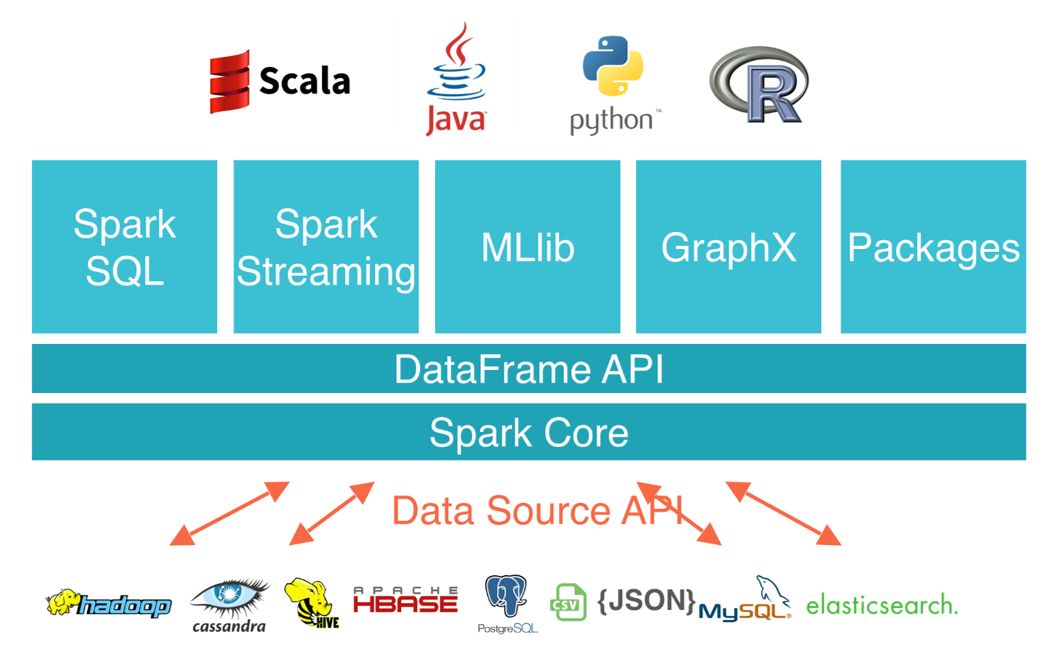 Scala
Java™
python™
R
Spark
SQL
Spark
Streaming
MLlib
GraphX
Packages
DataFrame API
Spark Core
Data Source API
hadoop
cassandra
HIVE
APACHE
HBASE
PostgreSQL
CSV
{JSON}
MySQL®
elasticsearch.